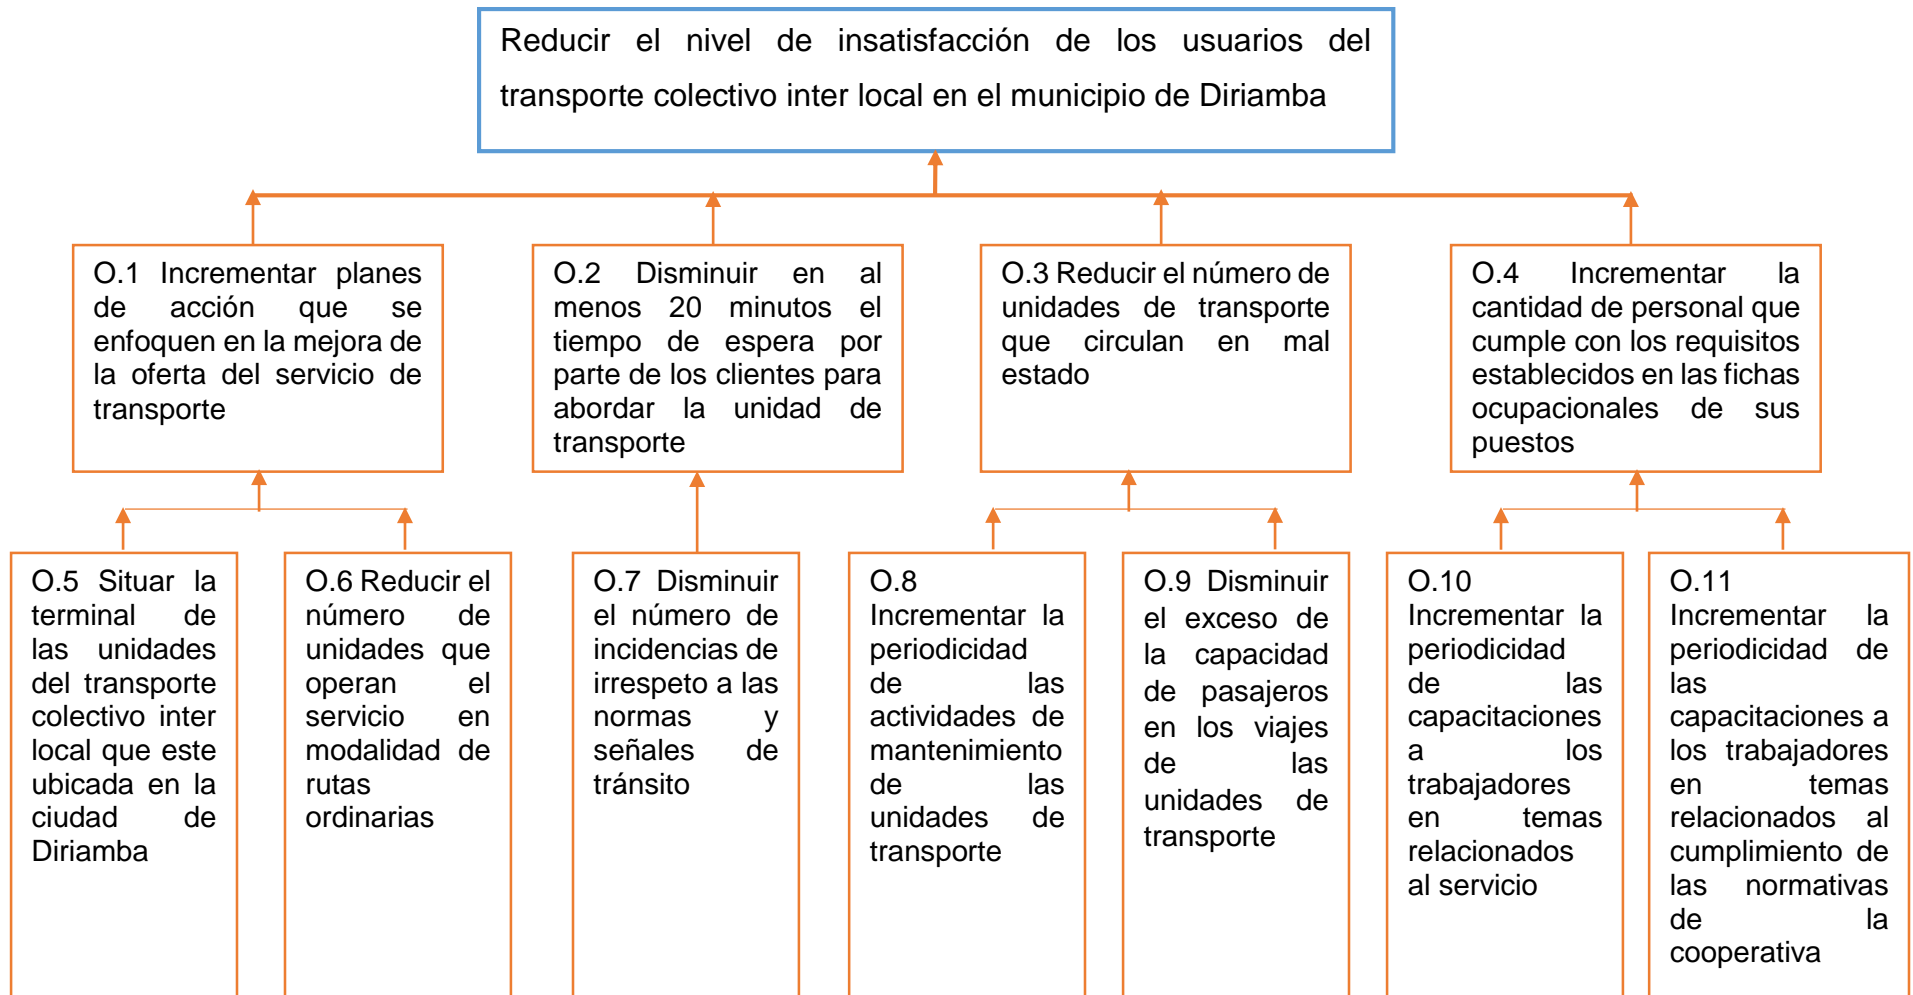 Reducir el nivel de insatisfacción de los usuarios del
transporte colectivo inter local en el municipio de Diriamba
O.1 Incrementar planes
de acción que se
enfoquen en la mejora de
la oferta del servicio de
transporte
O.2 Disminuir en al
menos 20 minutos el
tiempo de espera por
parte de los clientes para
abordar la unidad de
transporte
O.3 Reducir el número de
unidades de transporte
que circulan en mal
estado
O.4 Incrementar la
cantidad de personal que
cumple con los requisitos
establecidos en las fichas
ocupacionales de sus
puestos
O.5 Situar la
terminal de
las unidades
del transporte
colectivo inter
local que este
ubicada en la
ciudad de
Diriamba
O.6 Reducir el
número de
unidades que
operan el
servicio en
modalidad de
rutas
ordinarias
O.7 Disminuir
el número de
incidencias de
irrespeto a las
normas y
señales de
tránsito
O.8
Incrementar la
periodicidad
de las
actividades de
mantenimiento
de las
unidades de
transporte
O.9 Disminuir
el exceso de
la capacidad
de pasajeros
en los viajes
de las
unidades de
transporte
O.10
Incrementar la
periodicidad
de las
capacitaciones
a los
trabajadores
en temas
relacionados
al servicio
O.11
Incrementar la
periodicidad de
las
capacitaciones a
los trabajadores
en temas
relacionados al
cumplimiento de
las normativas
de la
cooperativa